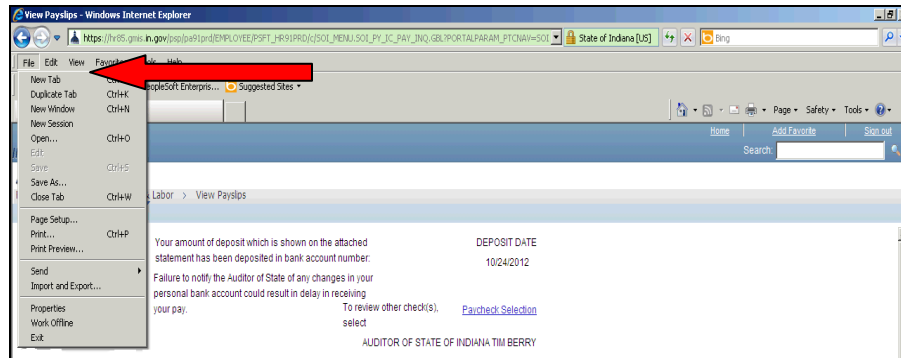 View Payslips - Windows Internet Explorer
https://hr85.gmis.in.gov/psp/pa91prd/EMPLOYEE/PSFT_HR91PRD/c/SOI_MENU.SOI_PY_IC_PAY_INQ.GBL?PORTALPARAM_PTCNAV=SOI State of Indiana [US] Bing
File Edit View Help
New Tab
Duplicate Tab Ctrl+K
New Window Ctrl+N
New Session
Open... Ctrl+O
Edit
Save Ctrl+S
Save As...
Close Tab Ctrl+W
Page Setup...
Print... Ctrl+P
Print Preview...
Send
Import and Export...
Properties
Work Offline
Exit
Enterpris... Suggested Sites
Page Safety Tools
Home Add Favorite Sign out
Search:
Labor > View Payslips
Your amount of deposit which is shown on the attached
statement has been deposited in bank account number:
Failure to notify the Auditor of State of any changes in your
personal bank account could result in delay in receiving
your pay.
DEPOSIT DATE
10/24/2012
To review other check(s),
select
Paycheck Selection
AUDITOR OF STATE OF INDIANA TIM BERRY